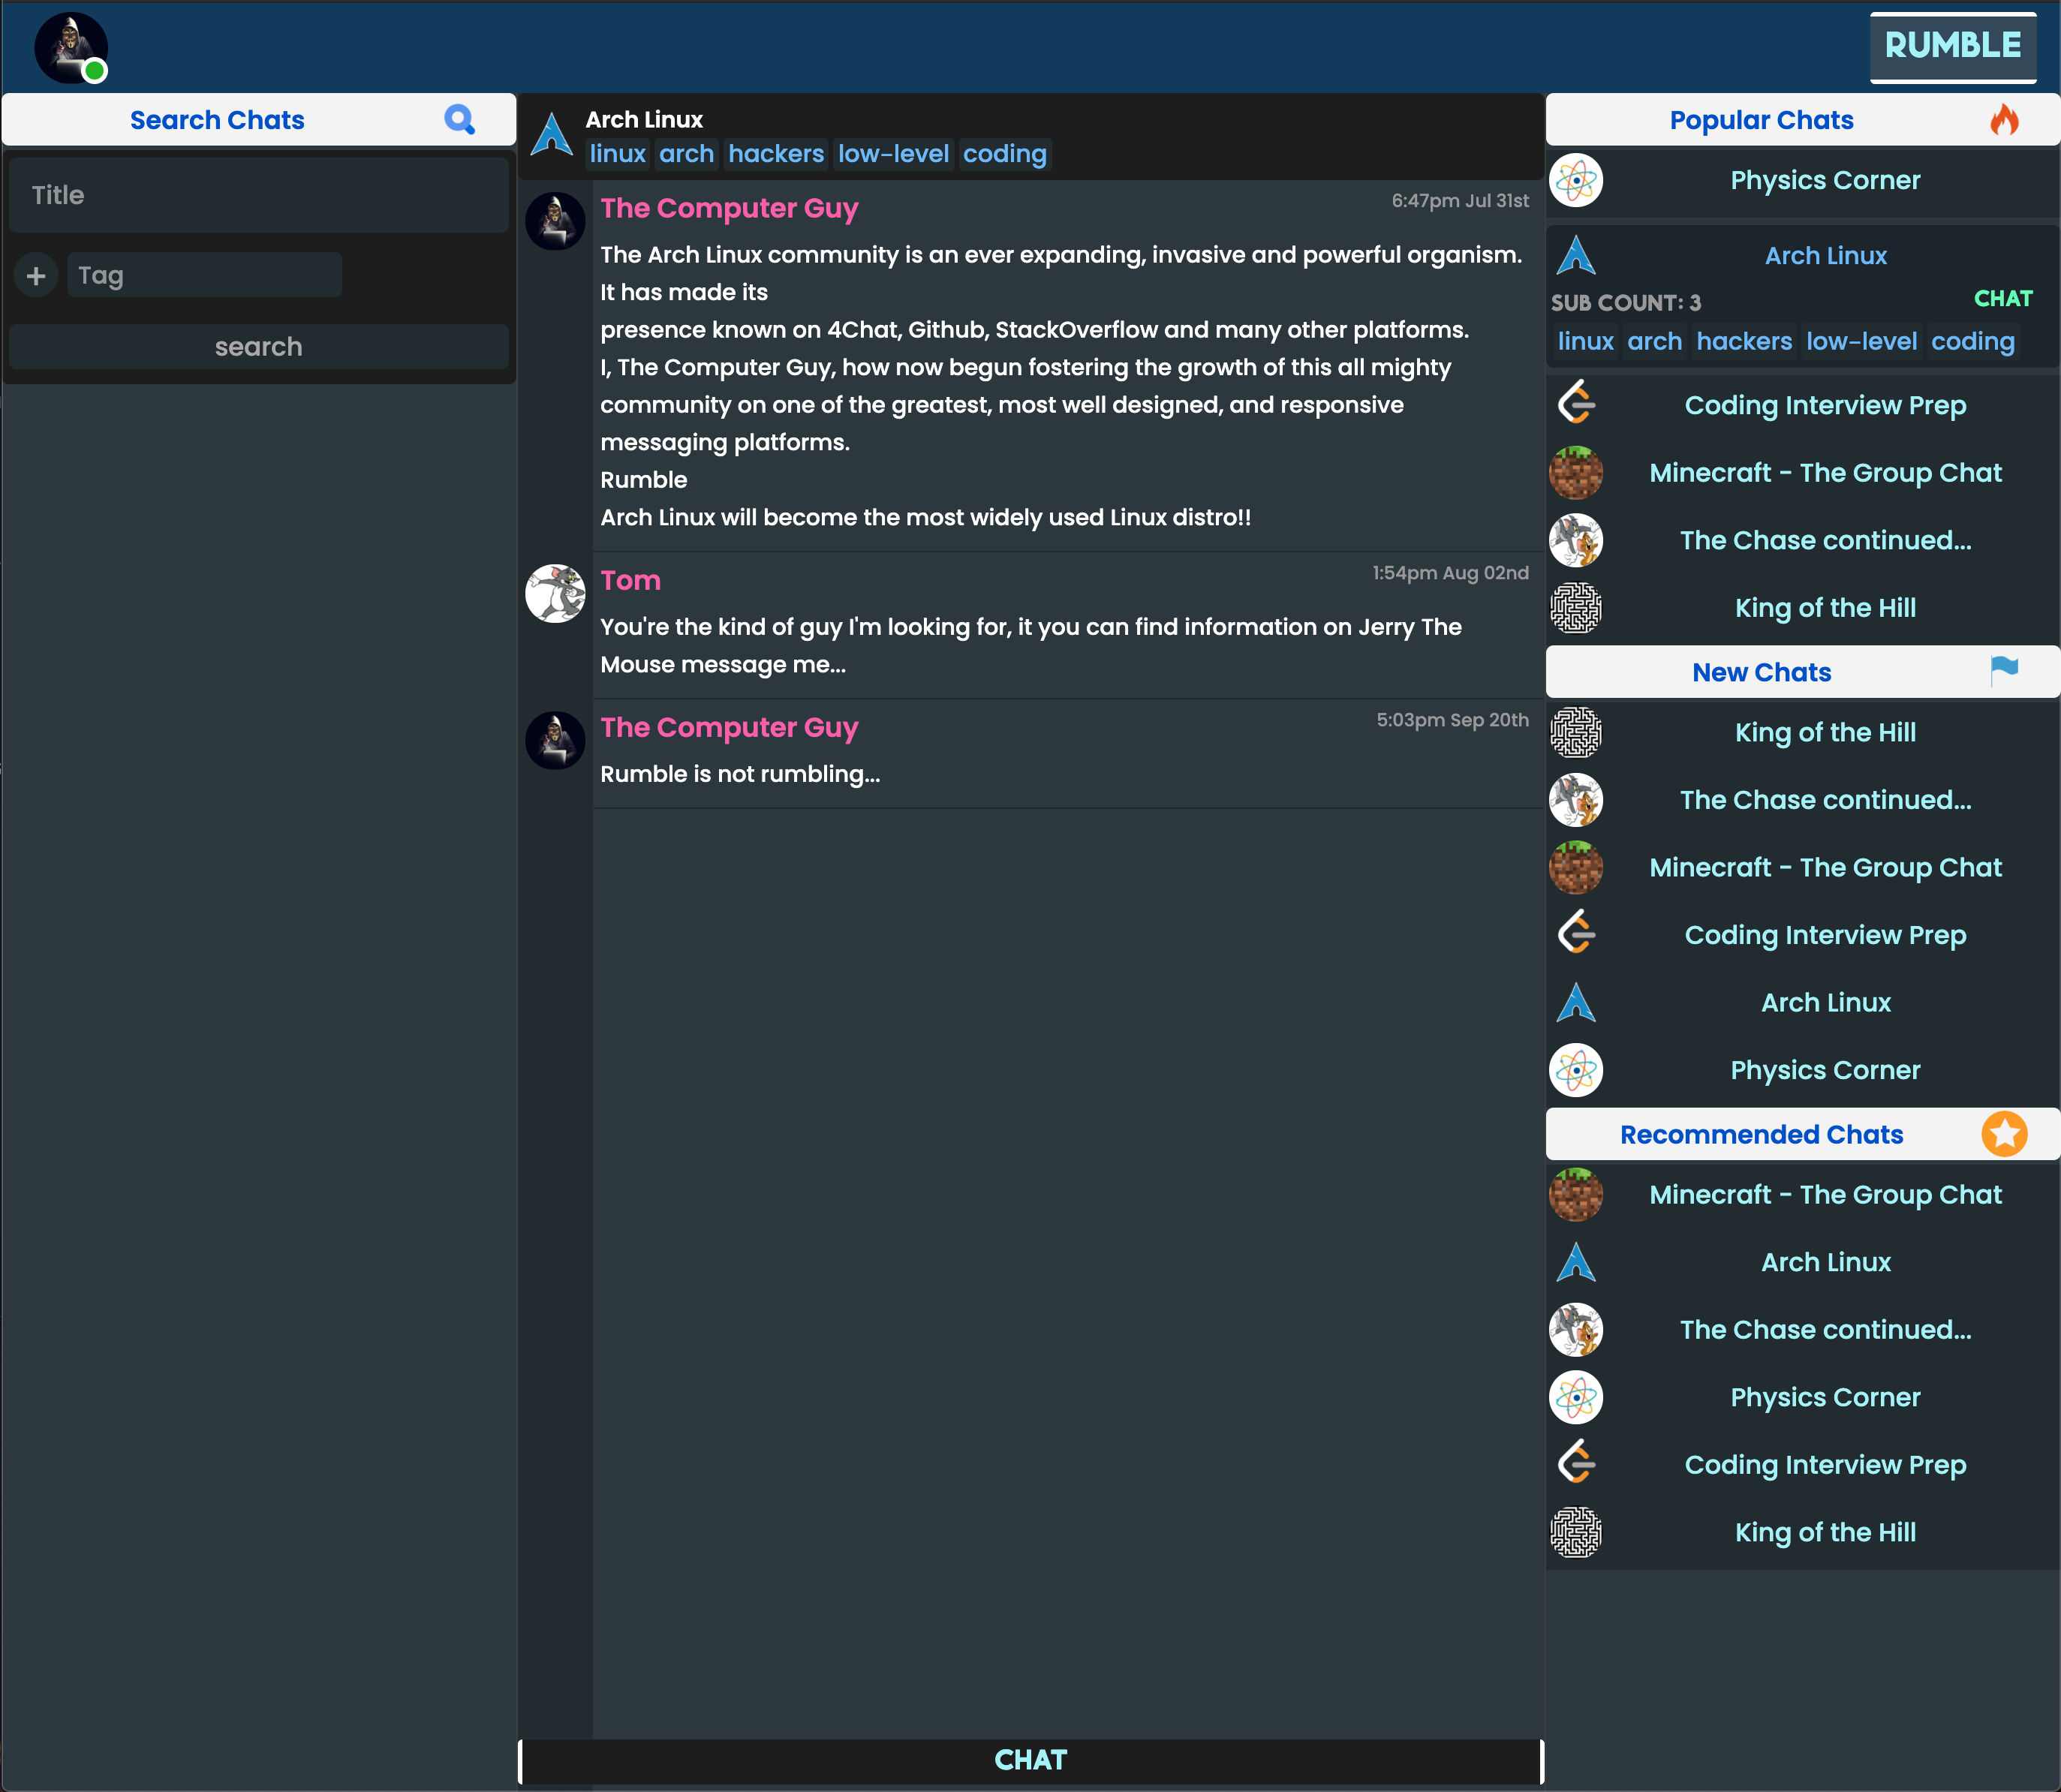 RUMBLE
Search Chats
Title
+ Tag
search
Arch Linux
linux arch hackers low-level coding
The Computer Guy
6:47pm Jul 31st
The Arch Linux community is an ever expanding, invasive and powerful organism.
It has made its
presence known on 4Chat, Github, StackOverflow and many other platforms.
I, The Computer Guy, how now begun fostering the growth of this all mighty
community on one of the greatest, most well designed, and responsive
messaging platforms.
Rumble
Arch Linux will become the most widely used Linux distro!!
Tom
1:54pm Aug 02nd
You're the kind of guy I'm looking for, it you can find information on Jerry The
Mouse message me...
The Computer Guy
5:03pm Sep 20th
Rumble is not rumbling...
CHAT
Popular Chats
Physics Corner
Arch Linux
SUB COUNT: 3
CHAT
linux arch hackers low-level coding
Coding Interview Prep
Minecraft - The Group Chat
The Chase continued...
King of the Hill
New Chats
King of the Hill
The Chase continued...
Minecraft - The Group Chat
Coding Interview Prep
Arch Linux
Physics Corner
Recommended Chats
Minecraft - The Group Chat
Arch Linux
The Chase continued...
Physics Corner
Coding Interview Prep
King of the Hill